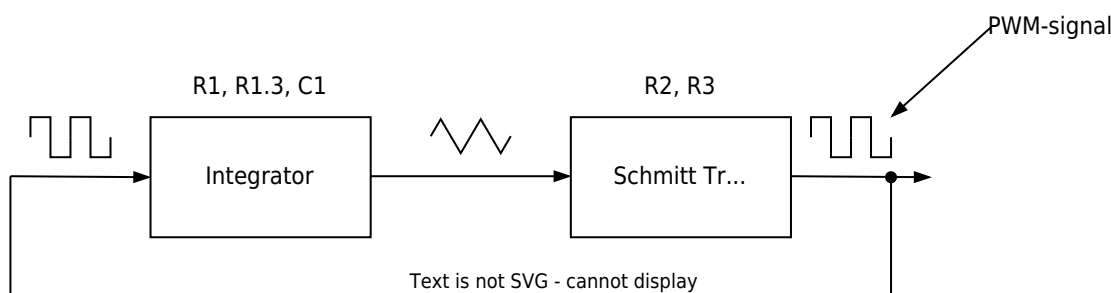 PWM-signal
R1, R1.3, C1
R2, R3
Integrator
Schmitt Tr...
Text is not SVG - cannot display